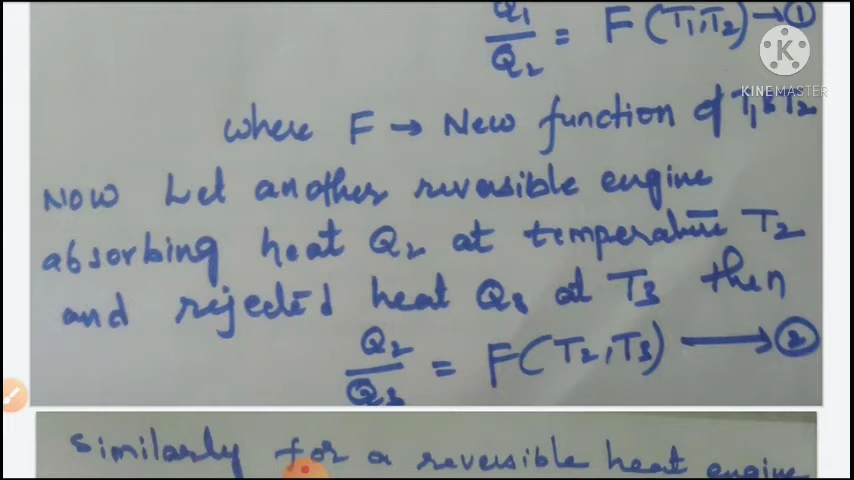 Q1/Q2 = F(T1,T2) → 1
K
KINEMASTER
where F → New function of T1 & T2
Now Let another reversible engine
absorbing heat Q2 at temperature T2
and rejected heat Q3 at T3 then
Q2/Q3 = F(T2,T3) → 2
Similarly for a reversible heat engine